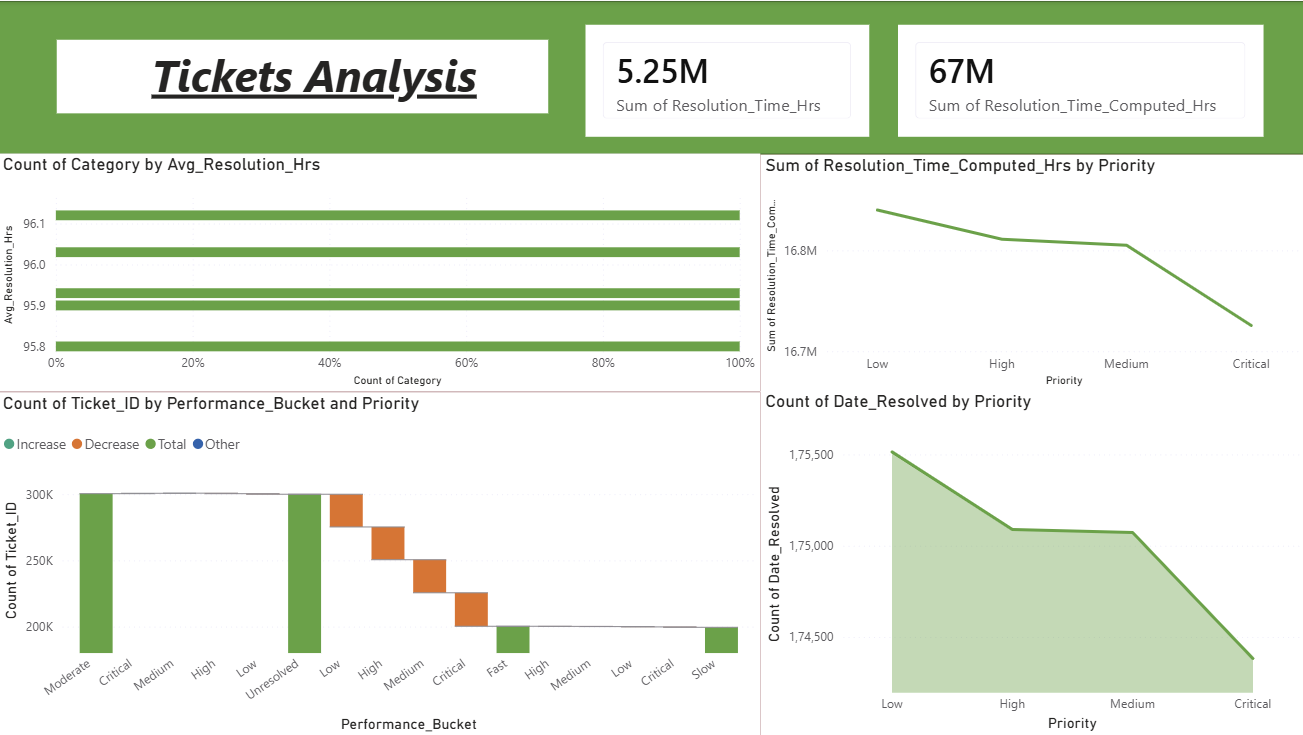 Tickets Analysis
5.25M
Sum of Resolution_Time_Hrs
67M
Sum of Resolution_Time_Computed_Hrs
Count of Category by Avg_Resolution_Hrs
Avg_Resolution_Hrs
96.1
96.0
95.9
95.8
0% 20% 40% 60% 80% 100%
Count of Category
Sum of Resolution_Time_Computed_Hrs by Priority
Sum of Resolution_Time_Com...
16.8M
16.7M
Low High Medium Critical
Priority
Count of Ticket_ID by Performance_Bucket and Priority
Increase Decrease Total Other
Count of Ticket_ID
300K
250K
200K
Moderate Critical Medium High Low Unresolved Low High Medium Critical Fast High Medium Low Critical Slow
Performance_Bucket
Count of Date_Resolved by Priority
Count of Date_Resolved
1,75,500
1,75,000
1,74,500
Low High Medium Critical
Priority